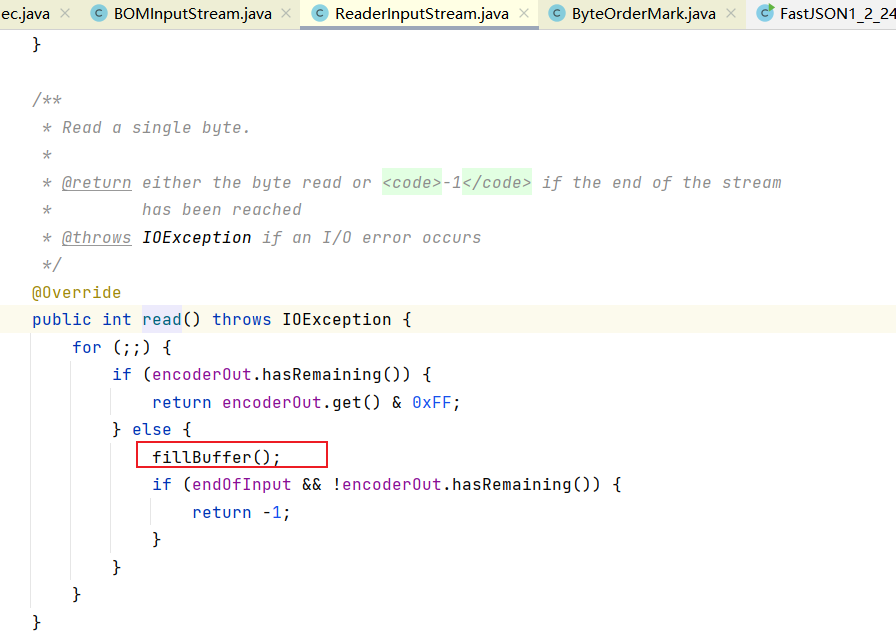 ec.java × BOMInputStream.java × ReaderInputStream.java × ByteOrderMark.java × FastJSON1_2_24
}
/**
 * Read a single byte.
 *
 * @return either the byte read or <code>-1</code> if the end of the stream
 *         has been reached
 * @throws IOException if an I/O error occurs
 */
@Override
public int read() throws IOException {
    for (;;) {
        if (encoderOut.hasRemaining()) {
            return encoderOut.get() & 0xFF;
        } else {
            fillBuffer();
            if (endOfInput && !encoderOut.hasRemaining()) {
                return -1;
            }
        }
    }
}